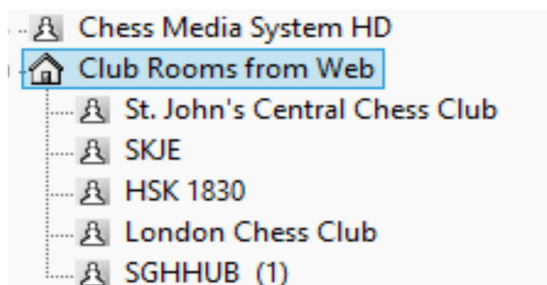 Chess Media System HD
Club Rooms from Web
St. John's Central Chess Club
SKJE
HSK 1830
London Chess Club
SGHHUB (1)